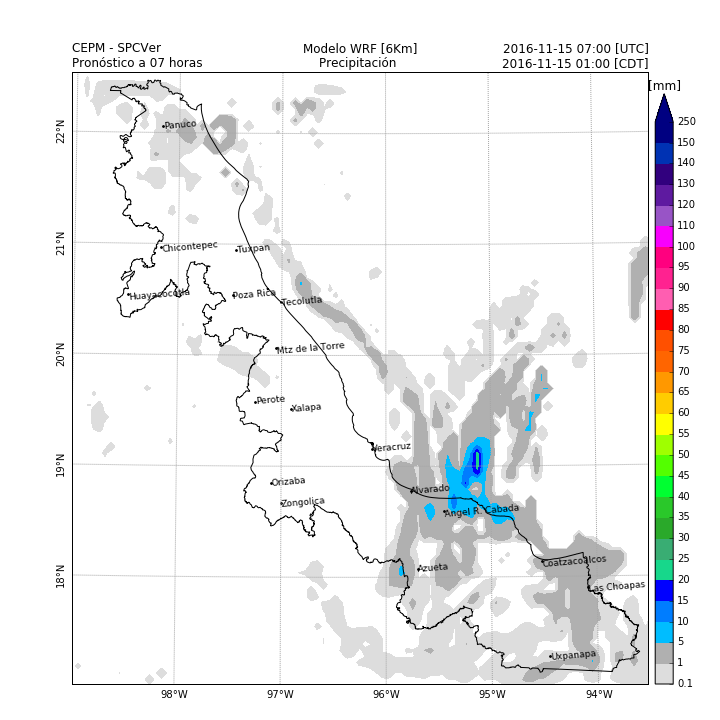 CEPM - SPCVer Modelo WRF [6Km] 2016-11-15 07:00 [UTC]
Pronóstico a 07 horas Precipitación 2016-11-15 01:00 [CDT]
[mm]
250
150
140
130
120
110
100
95
90
85
80
75
70
65
60
55
50
45
40
35
30
25
20
15
10
5
1
0.1
22°N
21°N
20°N
19°N
18°N
Panuco
Chicontepec
Tuxpan
Huayacocotla
Poza Rica
Tecolutla
Mtz de la Torre
Perote
Xalapa
Veracruz
Orizaba
Alvarado
Zongolica
Angel R. Cabada
Azueta
Coatzacoalcos
Las Choapas
Uxpanapa
98°W 97°W 96°W 95°W 94°W